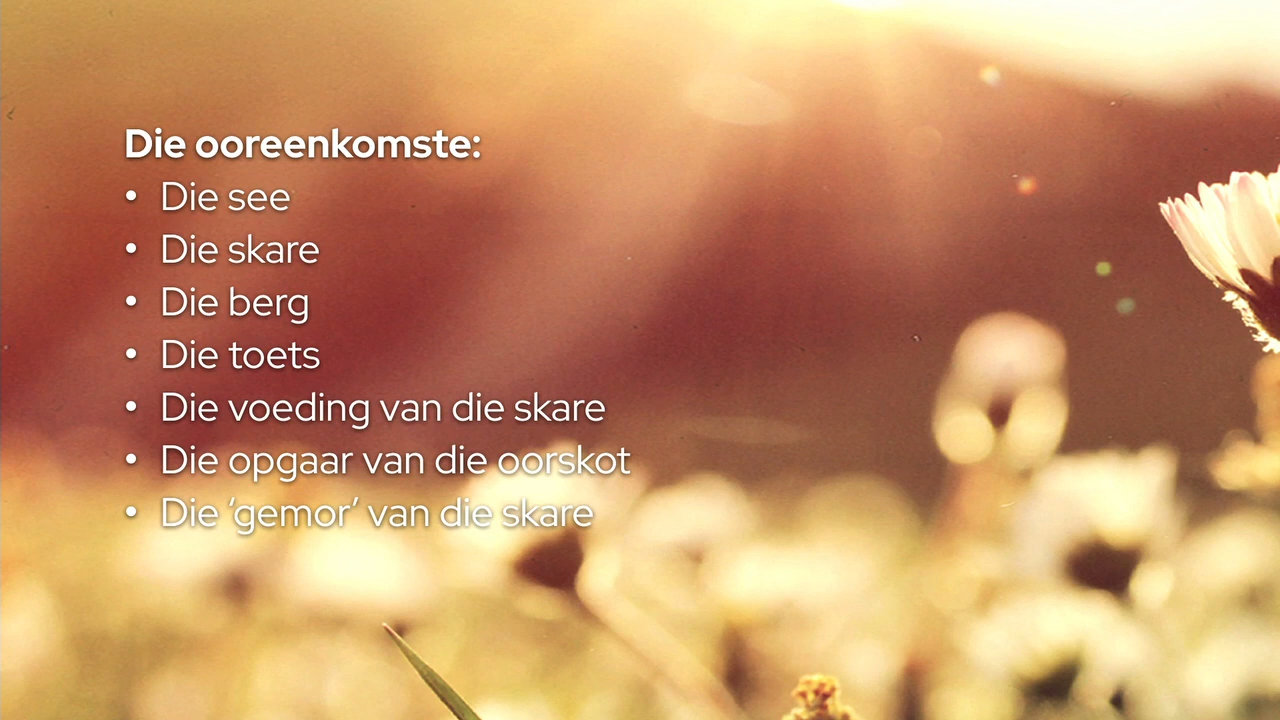 Die ooreenkomste:
• Die see
• Die skare
• Die berg
• Die toets
• Die voeding van die skare
• Die opgaar van die oorskot
• Die ‘gemor’ van die skare